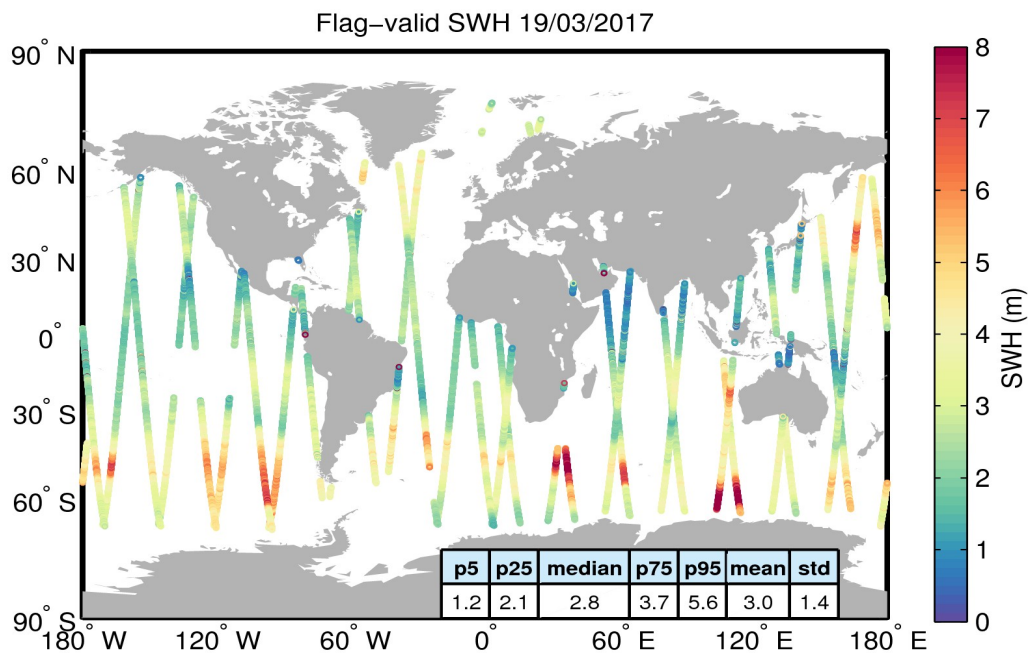 Flag−valid SWH 19/03/2017
90° N
60° N
30° N
0°
30° S
60° S
90° S
180° W
120° W
60° W
0°
60° E
120° E
180° E
p5 p25 median p75 p95 mean std
1.2 2.1 2.8 3.7 5.6 3.0 1.4
8
7
6
5
4
3
2
1
0
SWH (m)